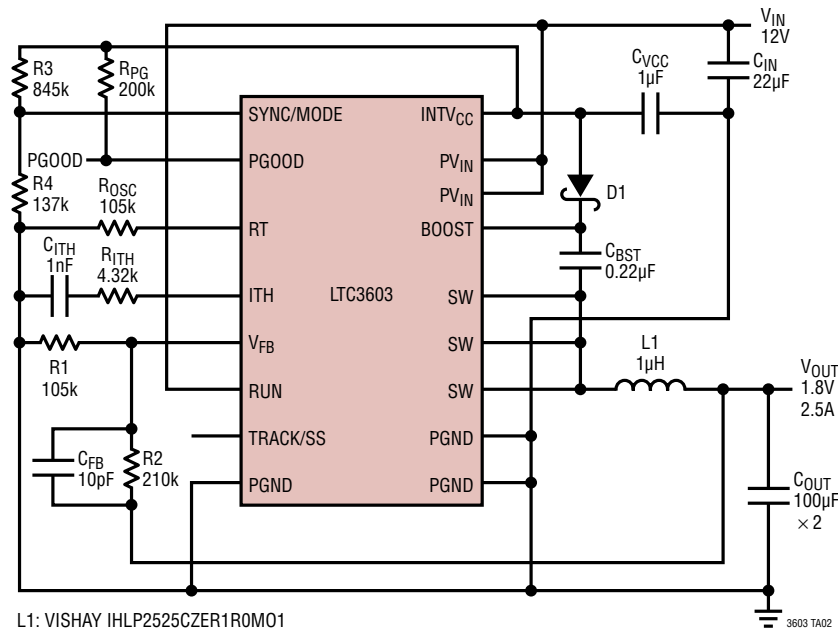 VIN
12V
CVCC
1µF
CIN
22µF
R3
845k
RPG
200k
SYNC/MODE
INTVCC
PGOOD
PGOOD
PVIN
PVIN
D1
R4
137k
ROSC
105k
RT
BOOST
CBST
0.22µF
CITH
1nF
RITH
4.32k
ITH
LTC3603
SW
VFB
SW
L1
1µH
R1
105k
RUN
SW
VOUT
1.8V
2.5A
TRACK/SS
PGND
CFB
10pF
R2
210k
PGND
PGND
COUT
100µF
× 2
L1: VISHAY IHLP2525CZER1R0MO1
3603 TA02